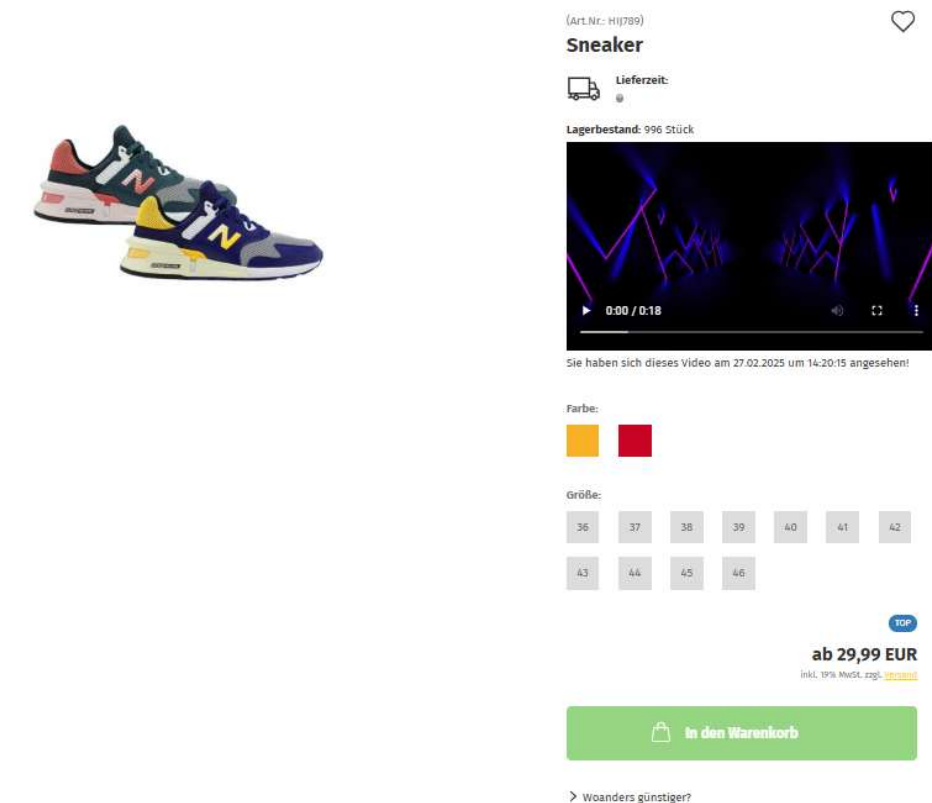 (Art.Nr.: HIJ789)
Sneaker
Lieferzeit:
Lagerbestand: 996 Stück
0:00 / 0:18
Sie haben sich dieses Video am 27.02.2025 um 14:20:15 angesehen!
Farbe:
Größe:
36 37 38 39 40 41 42
43 44 45 46
TOP
ab 29,99 EUR
inkl. 19% MwSt. zzgl. Versand
In den Warenkorb
Woanders günstiger?
N
N